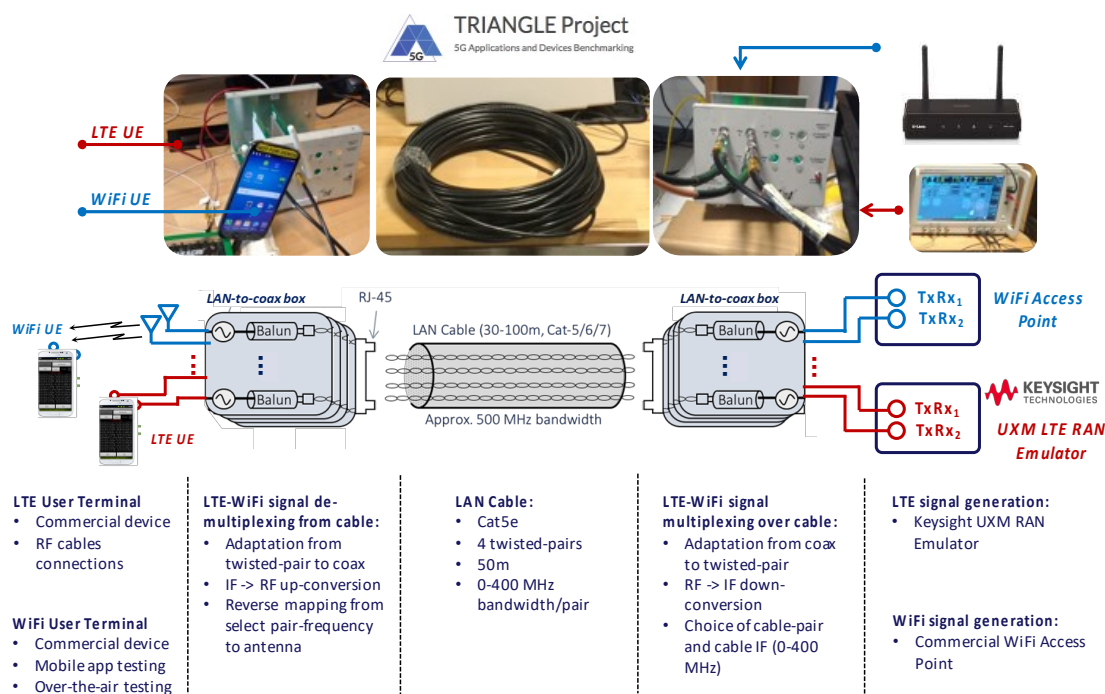 TRIANGLE Project
5G Applications and Devices Benchmarking
5G
LTE UE
WiFi UE
D-Link
LAN-to-coax box
RJ-45
LAN-to-coax box
WiFi UE
Balun
LAN Cable (30-100m, Cat-5/6/7)
Balun
TxRx1
TxRx2
WiFi Access
Point
Balun
Approx. 500 MHz bandwidth
Balun
LTE UE
TxRx1
TxRx2
KEYSIGHT
TECHNOLOGIES
UXM LTE RAN
Emulator
LTE User Terminal
• Commercial device
• RF cables
connections
WiFi User Terminal
• Commercial device
• Mobile app testing
• Over-the-air testing
LTE-WiFi signal de-
multiplexing from cable:
• Adaptation from
twisted-pair to coax
• IF -> RF up-conversion
• Reverse mapping from
select pair-frequency
to antenna
LAN Cable:
• Cat5e
• 4 twisted-pairs
• 50m
• 0-400 MHz
bandwidth/pair
LTE-WiFi signal
multiplexing over cable:
• Adaptation from coax
to twisted-pair
• RF -> IF down-
conversion
• Choice of cable-pair
and cable IF (0-400
MHz)
LTE signal generation:
• Keysight UXM RAN
Emulator
WiFi signal generation:
• Commercial WiFi Access
Point